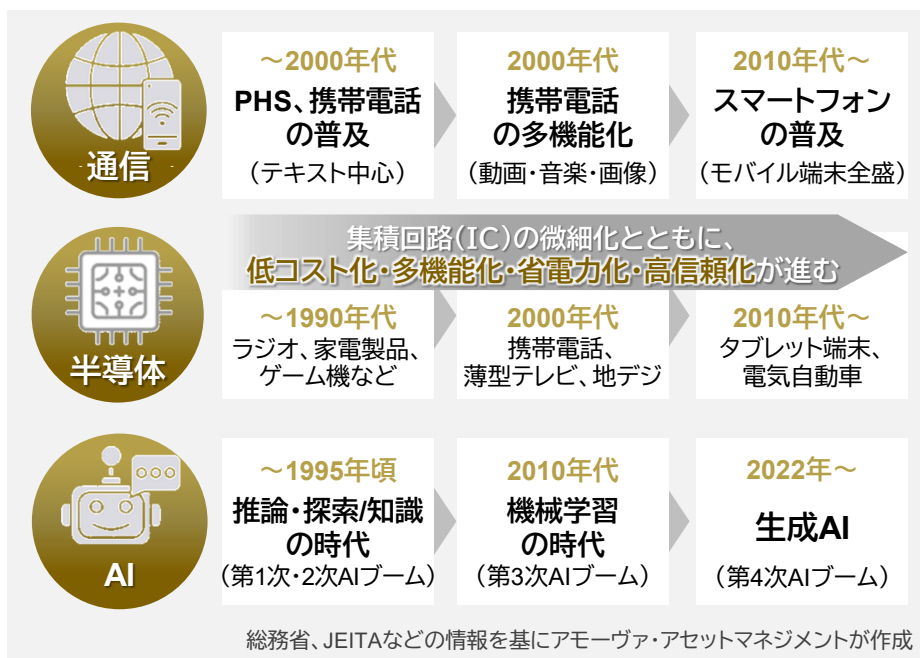 通信
～2000年代
PHS、携帯電話
の普及
（テキスト中心）
2000年代
携帯電話
の多機能化
（動画・音楽・画像）
2010年代～
スマートフォン
の普及
（モバイル端末全盛）
半導体
集積回路（IC）の微細化とともに、
低コスト化・多機能化・省電力化・高信頼化が進む
～1990年代
ラジオ、家電製品、
ゲーム機など
2000年代
携帯電話、
薄型テレビ、地デジ
2010年代～
タブレット端末、
電気自動車
AI
～1995年頃
推論・探索/知識
の時代
（第1次・2次AIブーム）
2010年代
機械学習
の時代
（第3次AIブーム）
2022年～
生成AI
（第4次AIブーム）
総務省、JEITAなどの情報を基にアモーヴァ・アセットマネジメントが作成